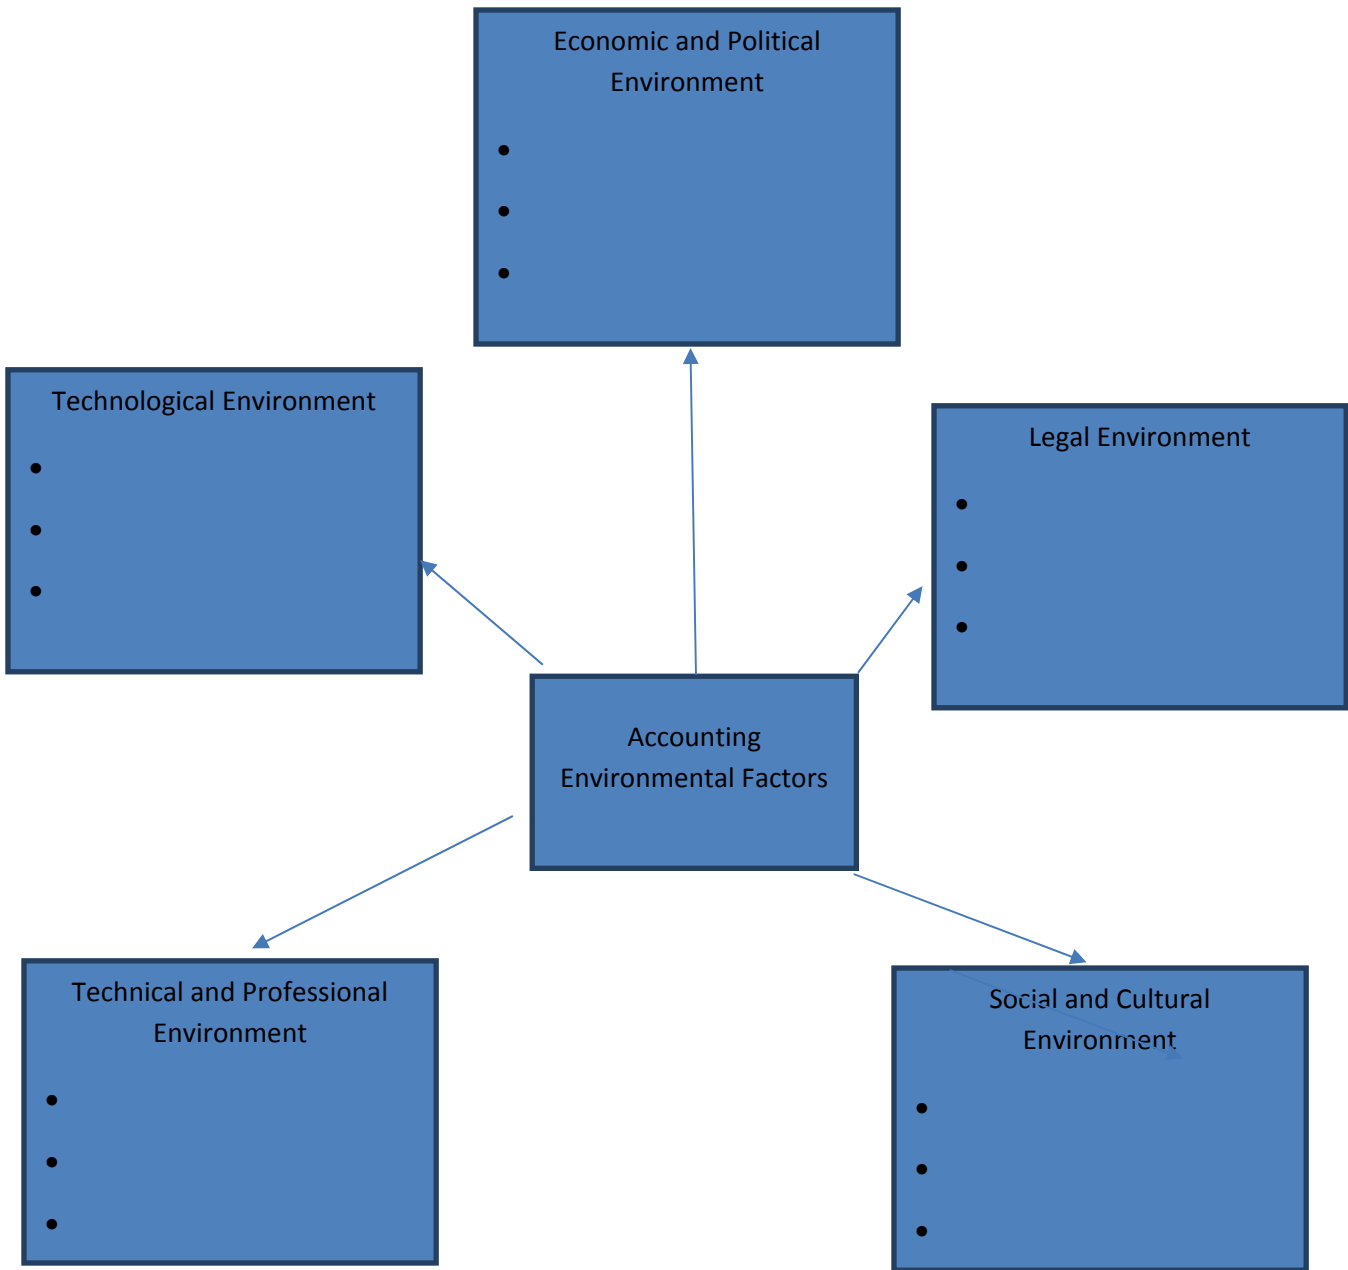 Economic and Political
Environment
•
•
•
Technological Environment
•
•
•
Legal Environment
•
•
•
Accounting
Environmental Factors
Technical and Professional
Environment
•
•
•
Social and Cultural
Environment
•
•
•